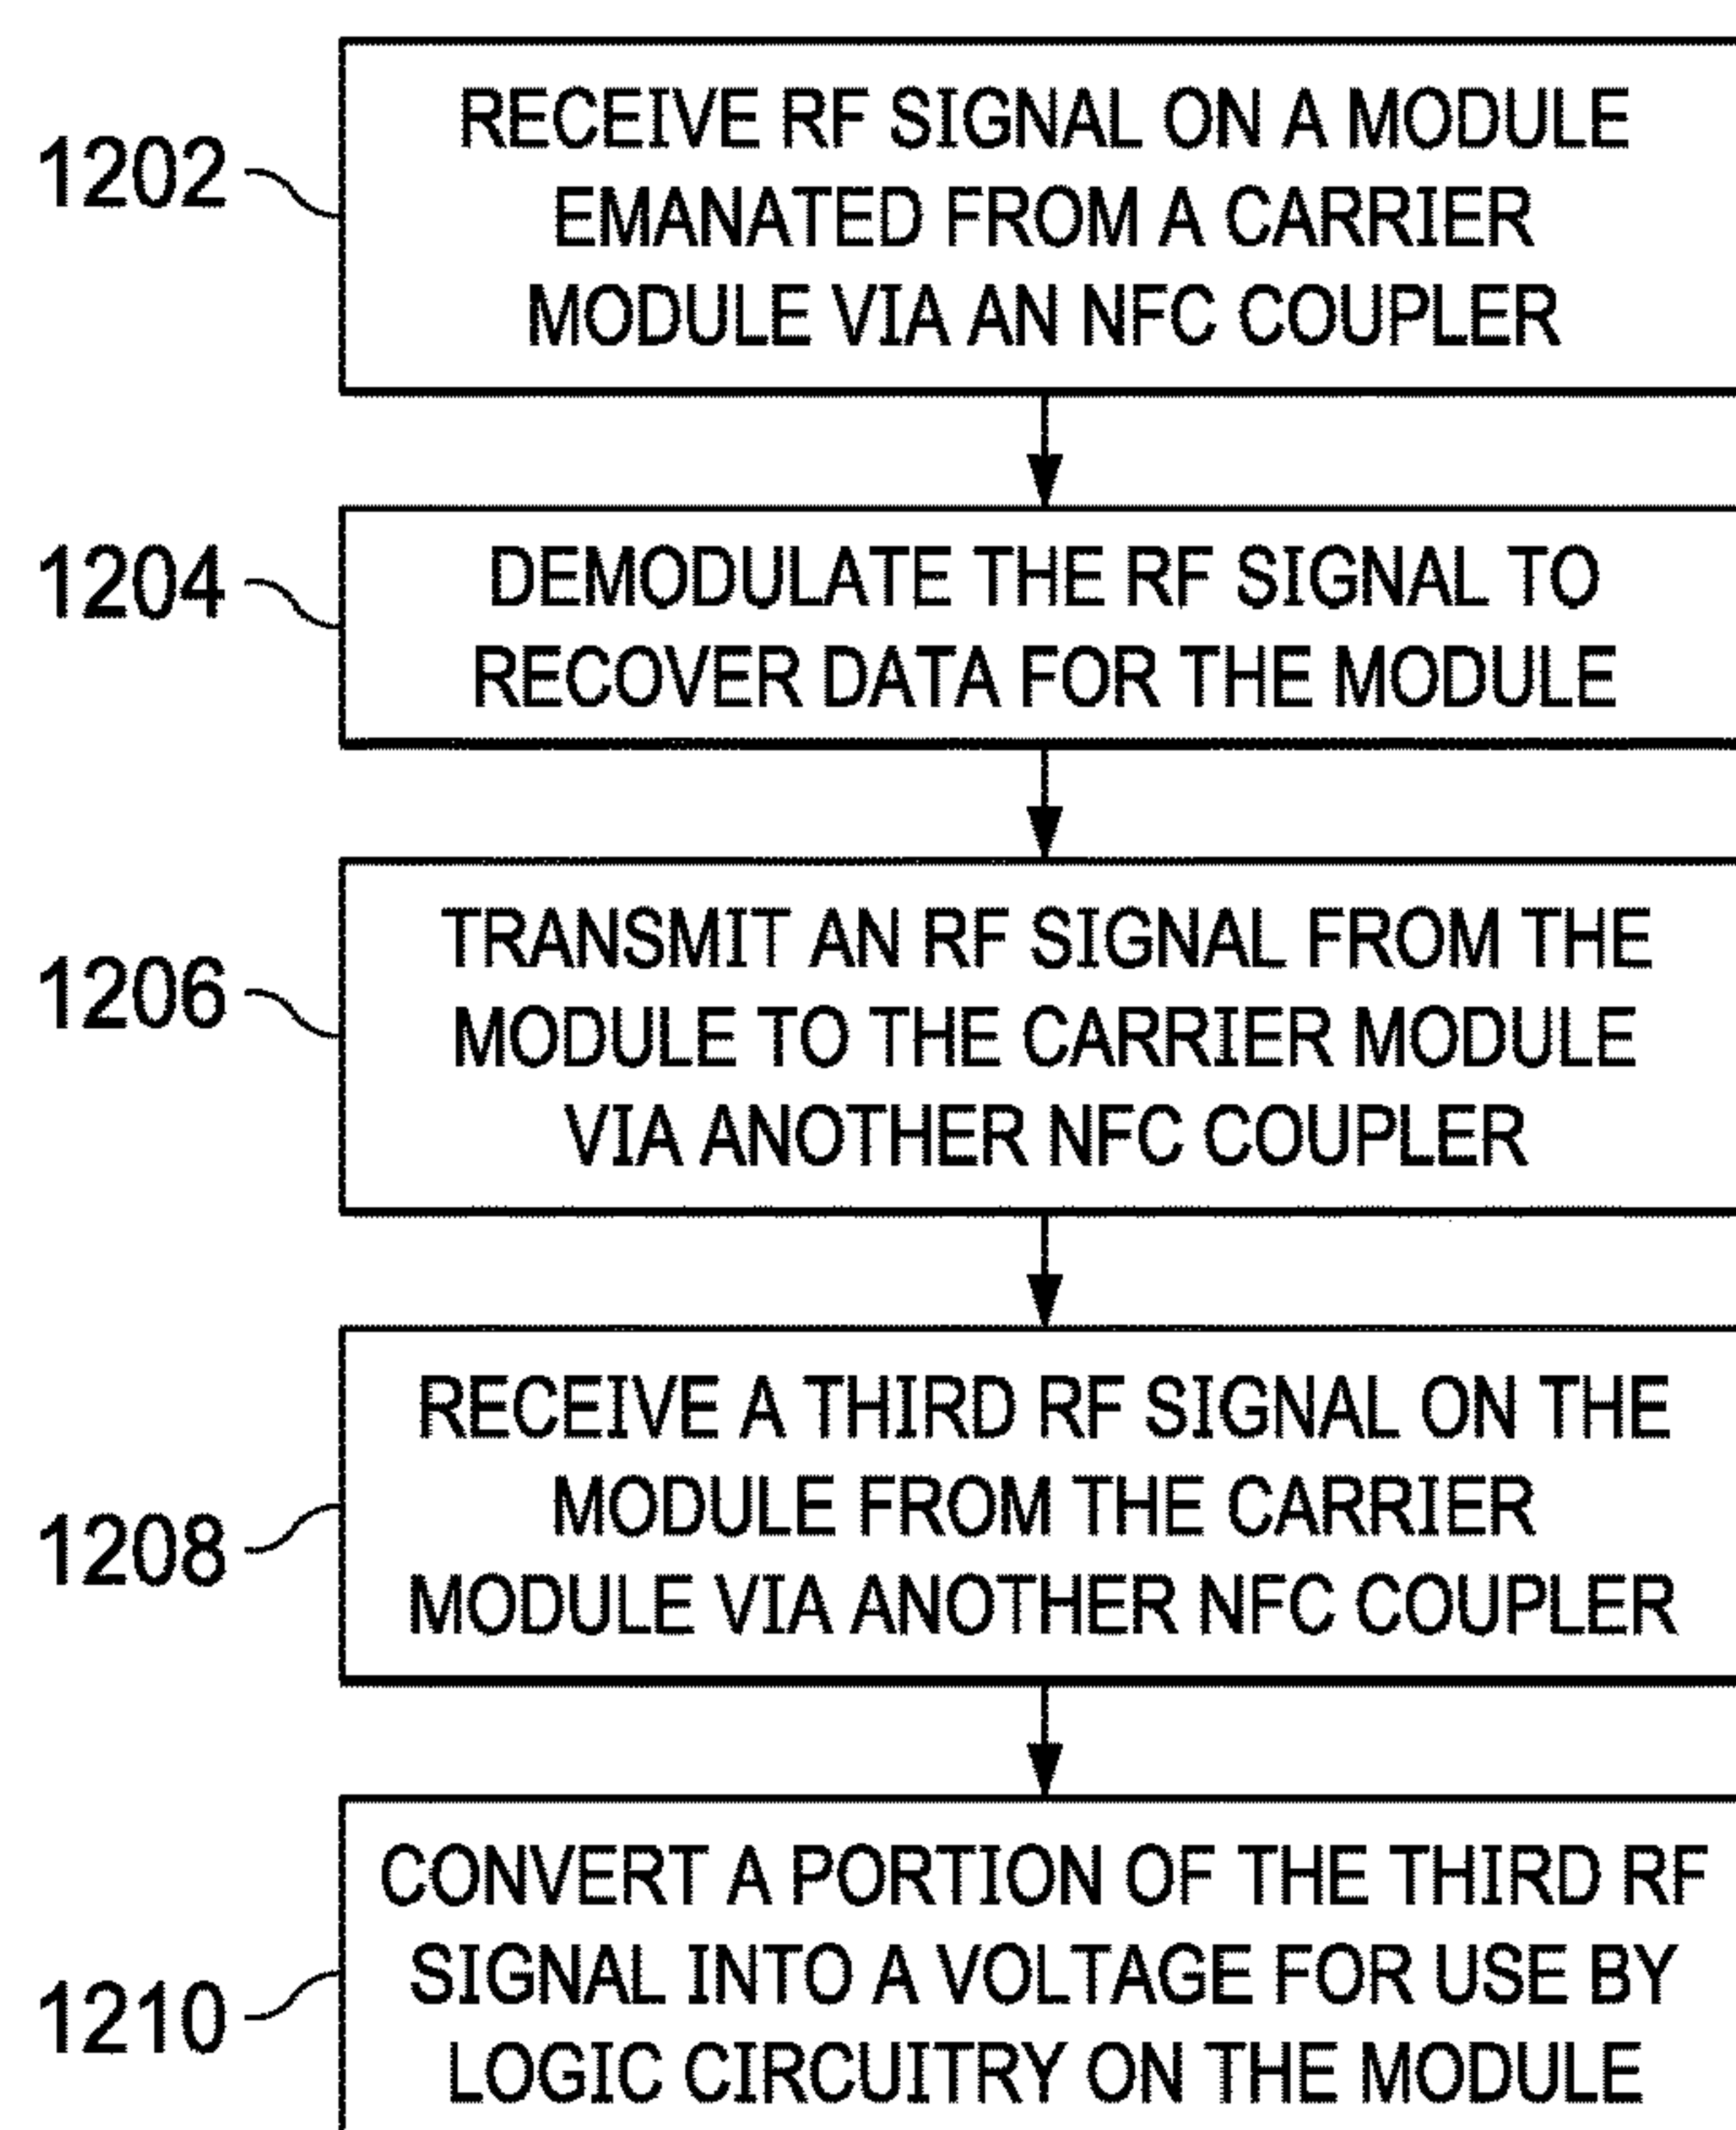 1202
RECEIVE RF SIGNAL ON A MODULE
EMANATED FROM A CARRIER
MODULE VIA AN NFC COUPLER
1204
DEMODULATE THE RF SIGNAL TO
RECOVER DATA FOR THE MODULE
1206
TRANSMIT AN RF SIGNAL FROM THE
MODULE TO THE CARRIER MODULE
VIA ANOTHER NFC COUPLER
1208
RECEIVE A THIRD RF SIGNAL ON THE
MODULE FROM THE CARRIER
MODULE VIA ANOTHER NFC COUPLER
1210
CONVERT A PORTION OF THE THIRD RF
SIGNAL INTO A VOLTAGE FOR USE BY
LOGIC CIRCUITRY ON THE MODULE